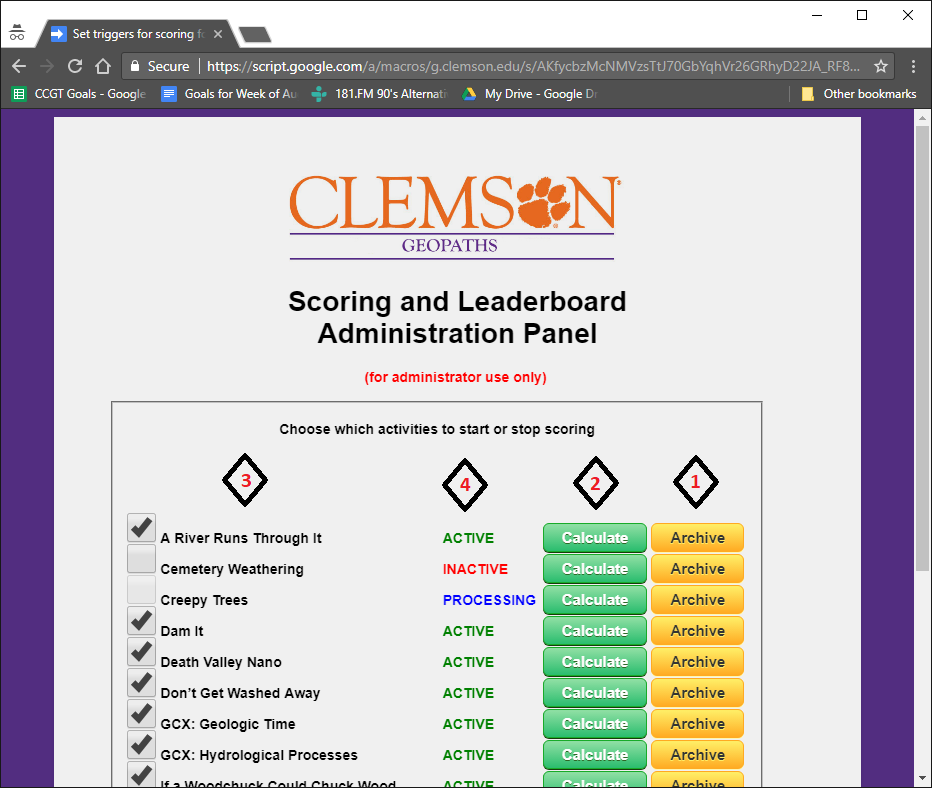 Set triggers for scoring fo
Secure https://script.google.com/a/macros/g.clemson.edu/s/AKfycbzMcNMVzsTtJ70GbYqhVr26GRhyD22JA_RF8...
CCGT Goals - Google Goals for Week of Au 181.FM 90's Alternati My Drive - Google Dr Other bookmarks
CLEMSON
GEOPATHS
Scoring and Leaderboard
Administration Panel
(for administrator use only)
Choose which activities to start or stop scoring
3 4 2 1
A River Runs Through It ACTIVE Calculate Archive
Cemetery Weathering INACTIVE Calculate Archive
Creepy Trees PROCESSING Calculate Archive
Dam It ACTIVE Calculate Archive
Death Valley Nano ACTIVE Calculate Archive
Don't Get Washed Away ACTIVE Calculate Archive
GCX: Geologic Time ACTIVE Calculate Archive
GCX: Hydrological Processes ACTIVE Calculate Archive
If a Woodchuck Could Chuck Wood ACTIVE Calculate Archive